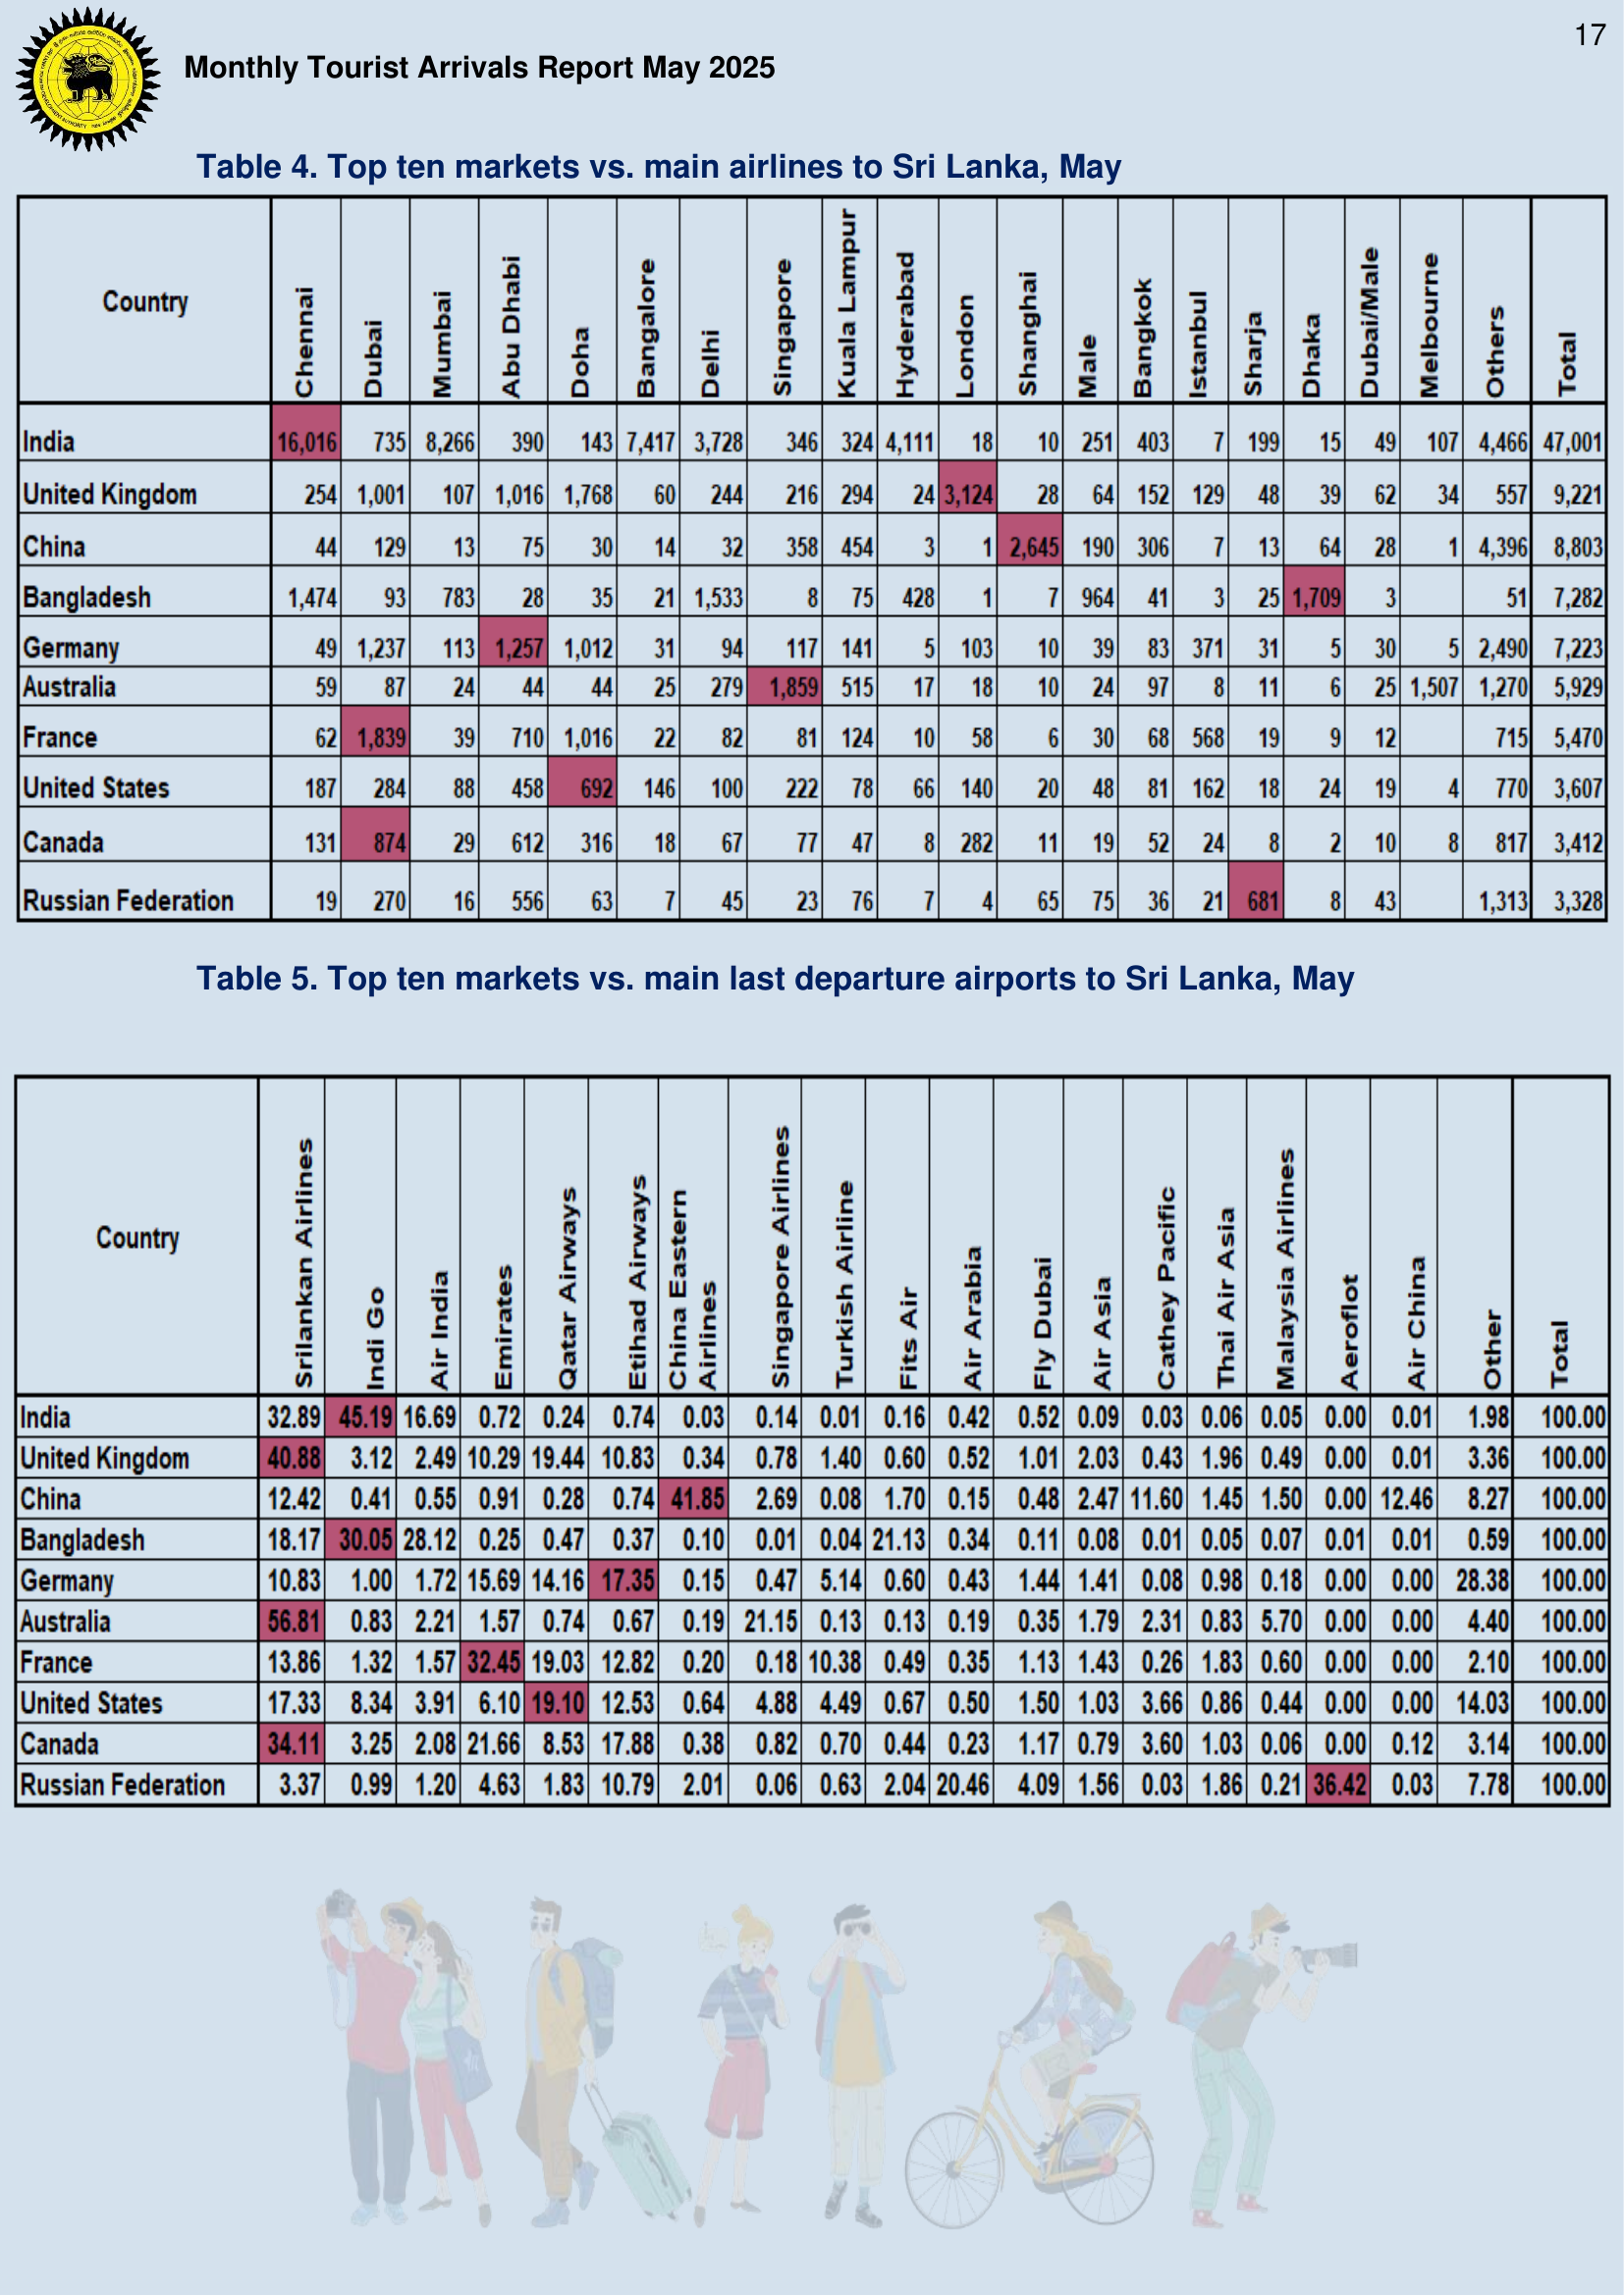 17
Monthly Tourist Arrivals Report May 2025
Table 4. Top ten markets vs. main airlines to Sri Lanka, May
Country Chennai Dubai Mumbai Abu Dhabi Doha Bangalore Delhi Singapore Kuala Lampur Hyderabad London Shanghai Male Bangkok Istanbul Sharja Dhaka Dubai/Male Melbourne Others Total
India 16,016 735 8,266 390 143 7,417 3,728 346 324 4,111 18 10 251 403 7 199 15 49 107 4,466 47,001
United Kingdom 254 1,001 107 1,016 1,768 60 244 216 294 24 3,124 28 64 152 129 48 39 62 34 557 9,221
China 44 129 13 75 30 14 32 358 454 3 1 2,645 190 306 7 13 64 28 1 4,396 8,803
Bangladesh 1,474 93 783 28 35 21 1,533 8 75 428 1 7 964 41 3 25 1,709 3 51 7,282
Germany 49 1,237 113 1,257 1,012 31 94 117 141 5 103 10 39 83 371 31 5 30 5 2,490 7,223
Australia 59 87 24 44 44 25 279 1,859 515 17 18 10 24 97 8 11 6 25 1,507 1,270 5,929
France 62 1,839 39 710 1,016 22 82 81 124 10 58 6 30 68 568 19 9 12 715 5,470
United States 187 284 88 458 692 146 100 222 78 66 140 20 48 81 162 18 24 19 4 770 3,607
Canada 131 874 29 612 316 18 67 77 47 8 282 11 19 52 24 8 2 10 8 817 3,412
Russian Federation 19 270 16 556 63 7 45 23 76 7 4 65 75 36 21 681 8 43 1,313 3,328
Table 5. Top ten markets vs. main last departure airports to Sri Lanka, May
Country Srilankan Airlines Indi Go Air India Emirates Qatar Airways Etihad Airways China Eastern Airlines Singapore Airlines Turkish Airline Fits Air Air Arabia Fly Dubai Air Asia Cathey Pacific Thai Air Asia Malaysia Airlines Aeroflot Air China Other Total
India 32.89 45.19 16.69 0.72 0.24 0.74 0.03 0.14 0.01 0.16 0.42 0.52 0.09 0.03 0.06 0.05 0.00 0.01 1.98 100.00
United Kingdom 40.88 3.12 2.49 10.29 19.44 10.83 0.34 0.78 1.40 0.60 0.52 1.01 2.03 0.43 1.96 0.49 0.00 0.01 3.36 100.00
China 12.42 0.41 0.55 0.91 0.28 0.74 41.85 2.69 0.08 1.70 0.15 0.48 2.47 11.60 1.45 1.50 0.00 12.46 8.27 100.00
Bangladesh 18.17 30.05 28.12 0.25 0.47 0.37 0.10 0.01 0.04 21.13 0.34 0.11 0.08 0.01 0.05 0.07 0.01 0.01 0.59 100.00
Germany 10.83 1.00 1.72 15.69 14.16 17.35 0.15 0.47 5.14 0.60 0.43 1.44 1.41 0.08 0.98 0.18 0.00 0.00 28.38 100.00
Australia 56.81 0.83 2.21 1.57 0.74 0.67 0.19 21.15 0.13 0.13 0.19 0.35 1.79 2.31 0.83 5.70 0.00 0.00 4.40 100.00
France 13.86 1.32 1.57 32.45 19.03 12.82 0.20 0.18 10.38 0.49 0.35 1.13 1.43 0.26 1.83 0.60 0.00 0.00 2.10 100.00
United States 17.33 8.34 3.91 6.10 19.10 12.53 0.64 4.88 4.49 0.67 0.50 1.50 1.03 3.66 0.86 0.44 0.00 0.00 14.03 100.00
Canada 34.11 3.25 2.08 21.66 8.53 17.88 0.38 0.82 0.70 0.44 0.23 1.17 0.79 3.60 1.03 0.06 0.00 0.12 3.14 100.00
Russian Federation 3.37 0.99 1.20 4.63 1.83 10.79 2.01 0.06 0.63 2.04 20.46 4.09 1.56 0.03 1.86 0.21 36.42 0.03 7.78 100.00